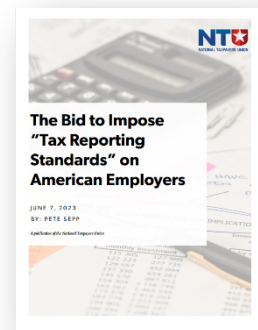 NTU
NATIONAL TAXPAYERS UNION
The Bid to Impose
“Tax Reporting
Standards” on
American Employers
JUNE 7, 2023
BY: PETE SEPP
A publication of the National Taxpayers Union